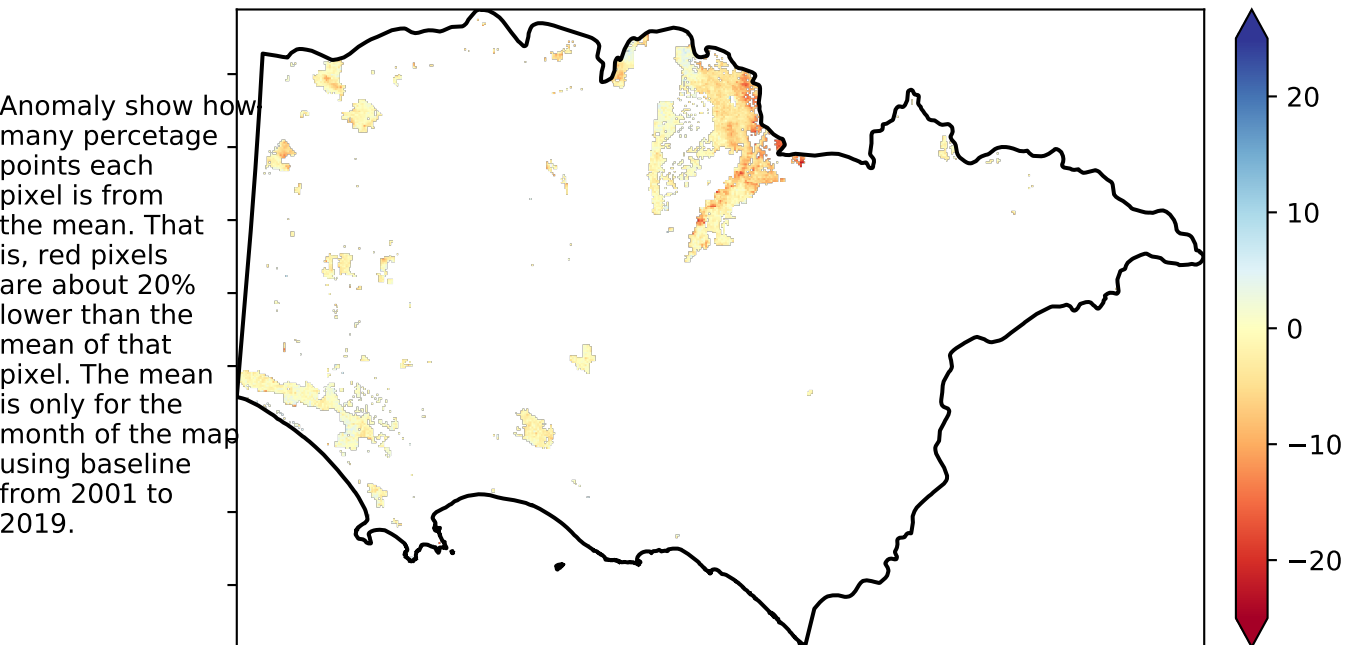 Anomaly show how
many percetage
points each
pixel is from
the mean. That
is, red pixels
are about 20%
lower than the
mean of that
pixel. The mean
is only for the
month of the map
using baseline
from 2001 to
2019.
20
10
0
−10
−20